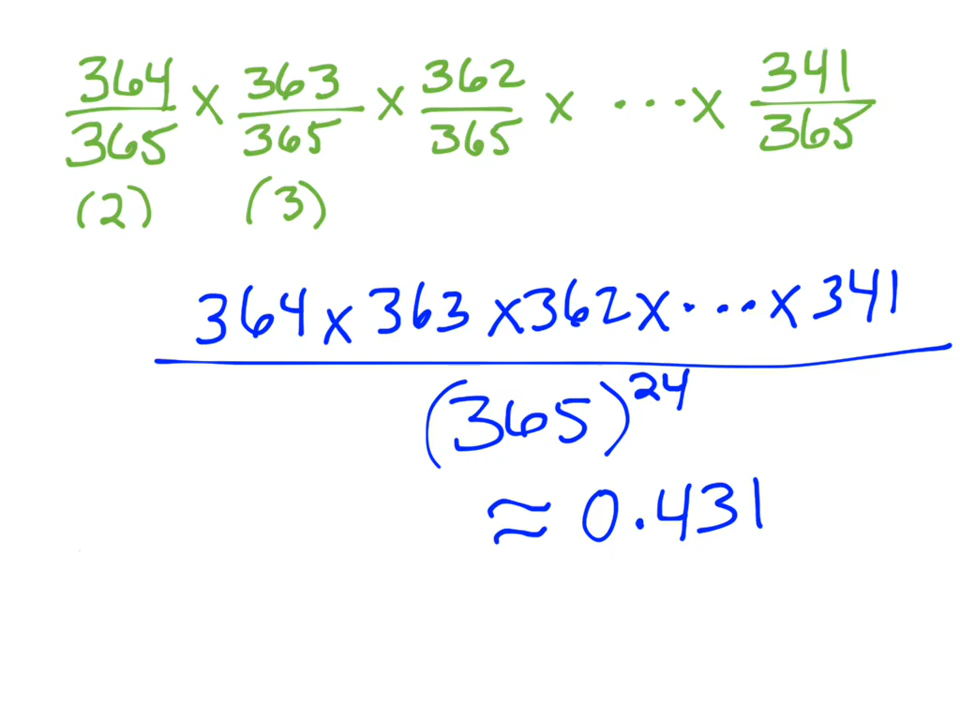 364/365 x 363/365 x 362/365 x ... x 341/365
(2) (3)
364 x 363 x 362 x ... x 341
(365)^24
≈ 0.431